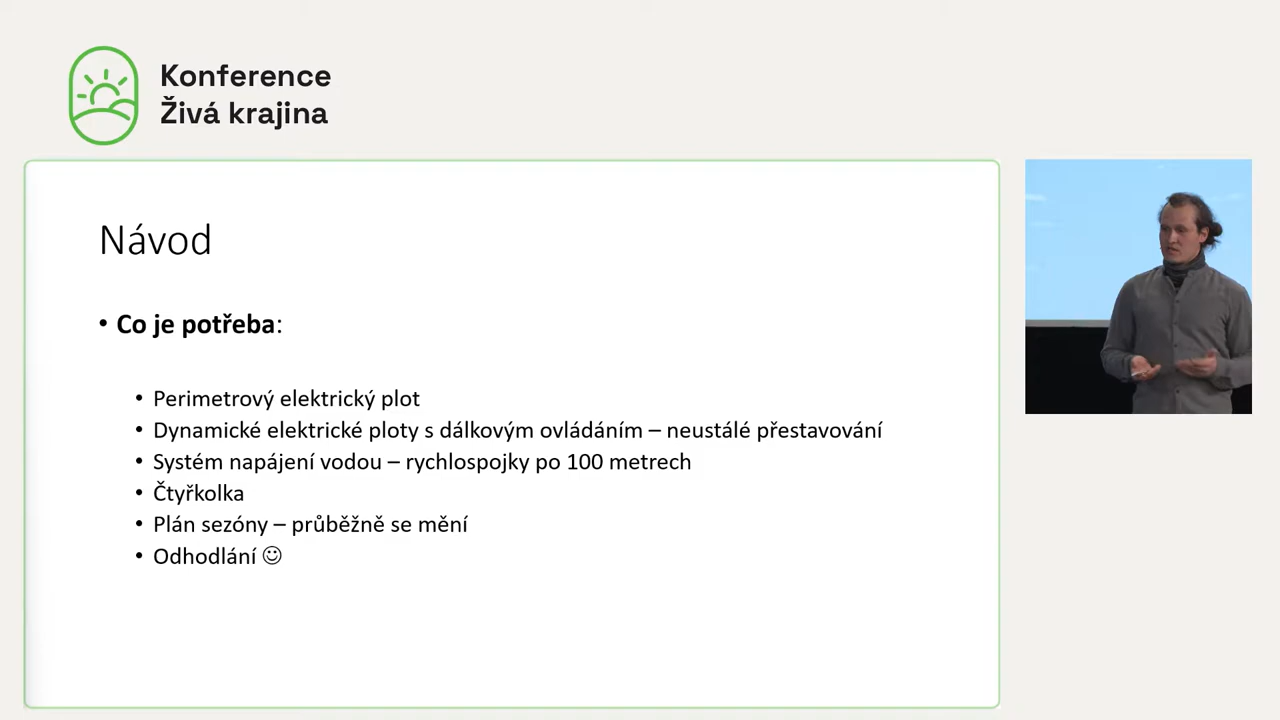 Konference
Živá krajina
Návod
• Co je potřeba:
• Perimetrový elektrický plot
• Dynamické elektrické ploty s dálkovým ovládáním – neustálé přestavování
• Systém napájení vodou – rychlospojky po 100 metrech
• Čtyřkolka
• Plán sezóny – průběžně se mění
• Odhodlání ☺